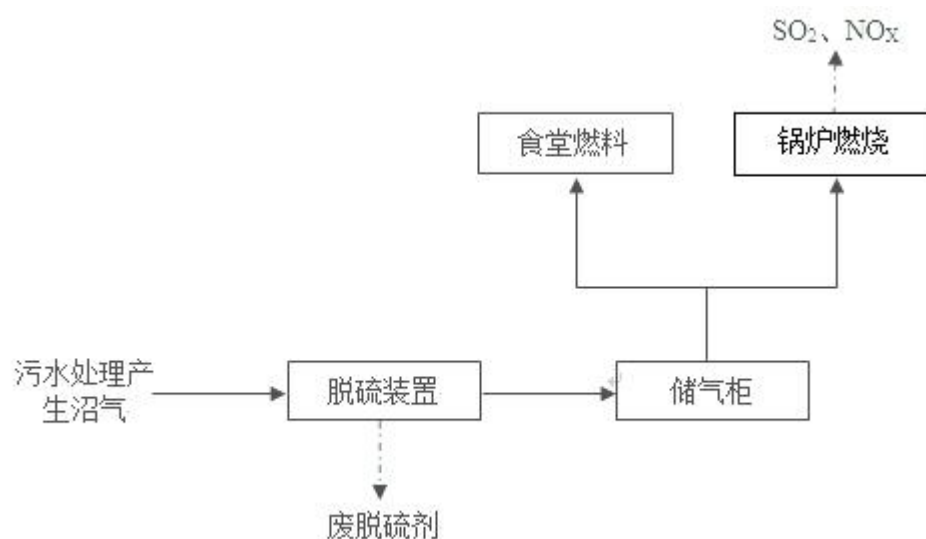 SO₂、NOX
食堂燃料
锅炉燃烧
污水处理产
生沼气
脱硫装置
储气柜
废脱硫剂